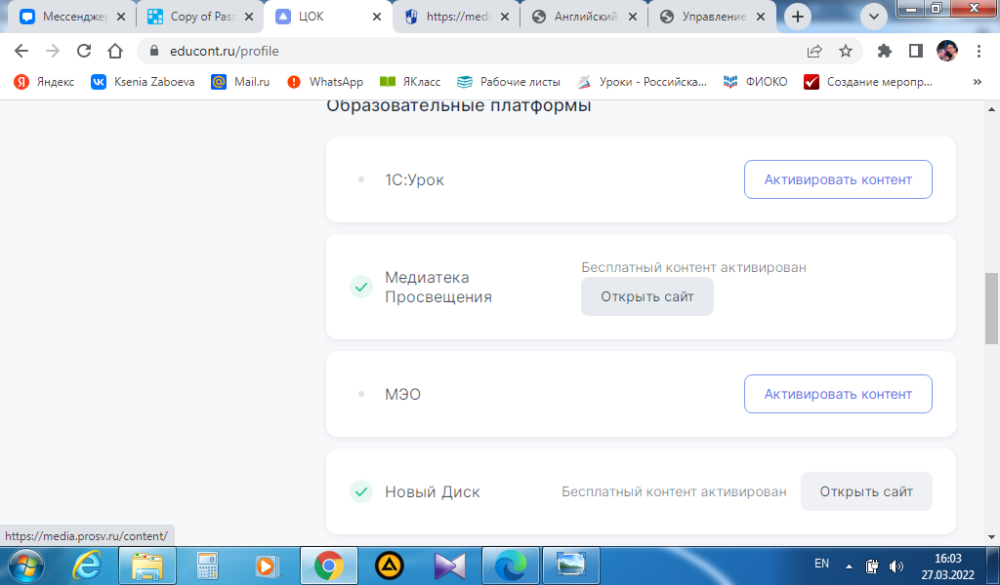 Мессендже
Copy of Pas
ЦОК
https://medi
Английский
Управление
educont.ru/profile
Яндекс
Ksenia Zaboeva
Mail.ru
WhatsApp
ЯКласс
Рабочие листы
Уроки - Российска...
ФИОКО
Создание меропр...
»
Образовательные платформы
1С:Урок
Активировать контент
Медиатека
Просвещения
Бесплатный контент активирован
Открыть сайт
МЭО
Активировать контент
Новый Диск
Бесплатный контент активирован
Открыть сайт
https://media.prosv.ru/content/
EN
16:03
27.03.2022